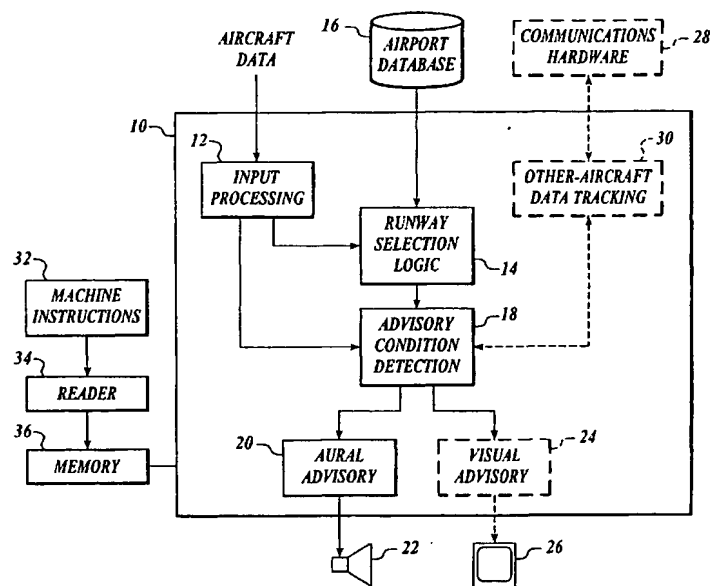 AIRCRAFT
DATA
16
AIRPORT
DATABASE
COMMUNICATIONS
HARDWARE
28
10
12
INPUT
PROCESSING
30
OTHER-AIRCRAFT
DATA TRACKING
RUNWAY
SELECTION
LOGIC
14
32
MACHINE
INSTRUCTIONS
18
ADVISORY
CONDITION
DETECTION
34
READER
36
MEMORY
20
AURAL
ADVISORY
24
VISUAL
ADVISORY
22
26